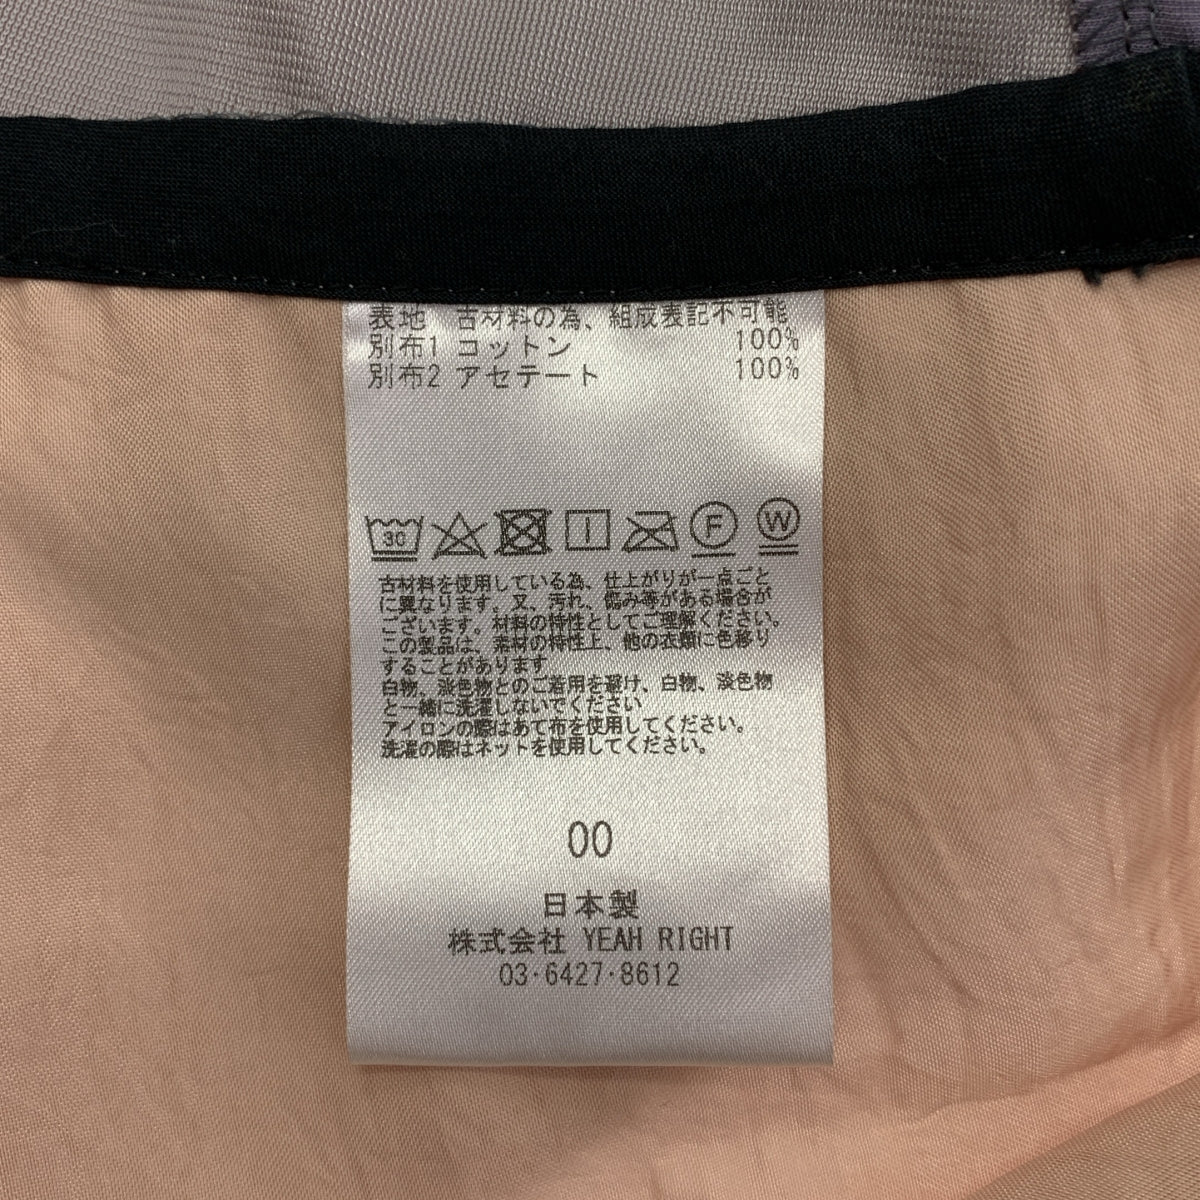 表地 古材料の為、組成表記不可能
別布1 コットン 100%
別布2 アセテート 100%
30 F W
古材料を使用している為、仕上がりが一点ごと
に異なります。又、汚れ、傷み等がある場合が
ございます。材料の特性としてご理解ください。
この製品は、素材の特性上、他の衣類に色移り
することがあります
白物、淡色物とのご着用を避け、白物、淡色物
と一緒に洗濯しないでください
アイロンの際はあて布を使用してください。
洗濯の際はネットを使用してください。
00
日本製
株式会社 YEAH RIGHT
03・6427・8612